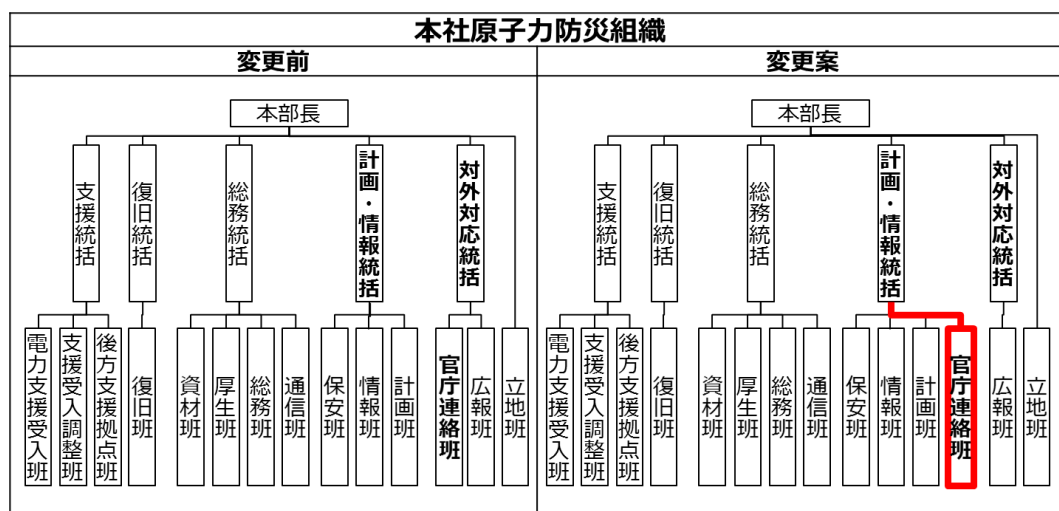 本社原子力防災組織
変更前
本部長
支援統括
復旧統括
総務統括
計画・情報統括
対外対応統括
電力支援受入班
支援受入調整班
後方支援拠点班
復旧班
資材班
厚生班
総務班
通信班
保安班
情報班
計画班
官庁連絡班
広報班
立地班
変更案
本部長
支援統括
復旧統括
総務統括
計画・情報統括
対外対応統括
電力支援受入班
支援受入調整班
後方支援拠点班
復旧班
資材班
厚生班
総務班
通信班
保安班
情報班
計画班
官庁連絡班
広報班
立地班